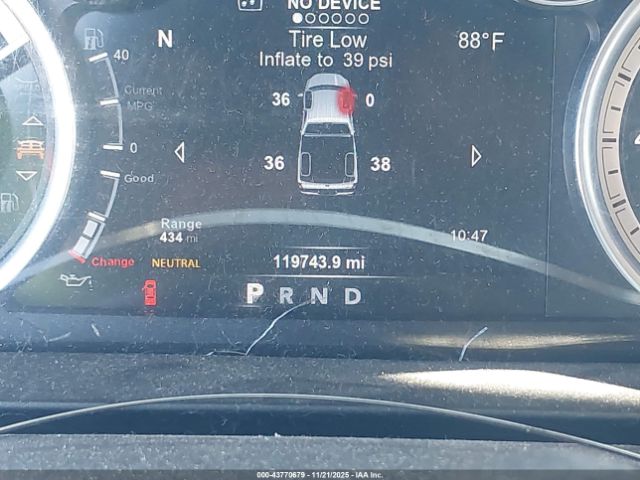 NO DEVICE
Tire Low
Inflate to 39 psi
N
88°F
40
Current
MPG
0
Good
36
0
36
38
Range
434 mi
10:47
Change
NEUTRAL
119743.9 mi
P R N D
000-43770679 - 11/21/2025 - IAA Inc.